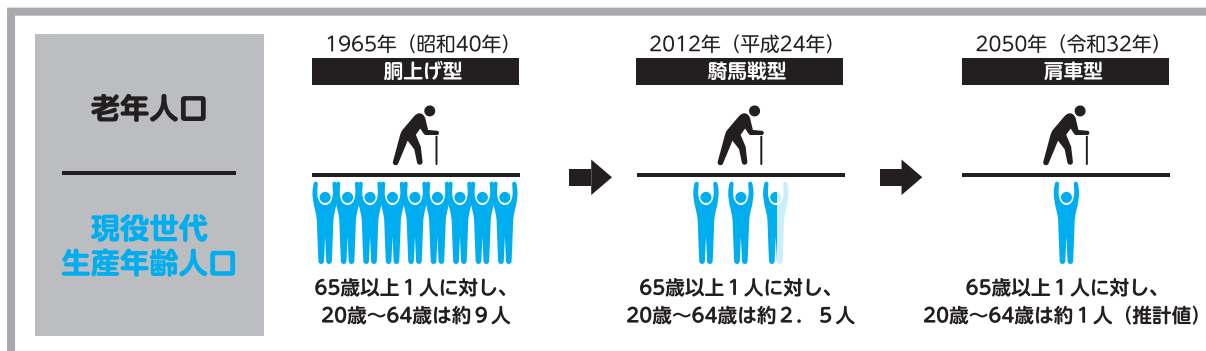 老年人口
現役世代
生産年齢人口
1965年（昭和40年）
胴上げ型
65歳以上１人に対し、
20歳～64歳は約９人
2012年（平成24年）
騎馬戦型
65歳以上１人に対し、
20歳～64歳は約２．５人
2050年（令和32年）
肩車型
65歳以上１人に対し、
20歳～64歳は約１人（推計値）